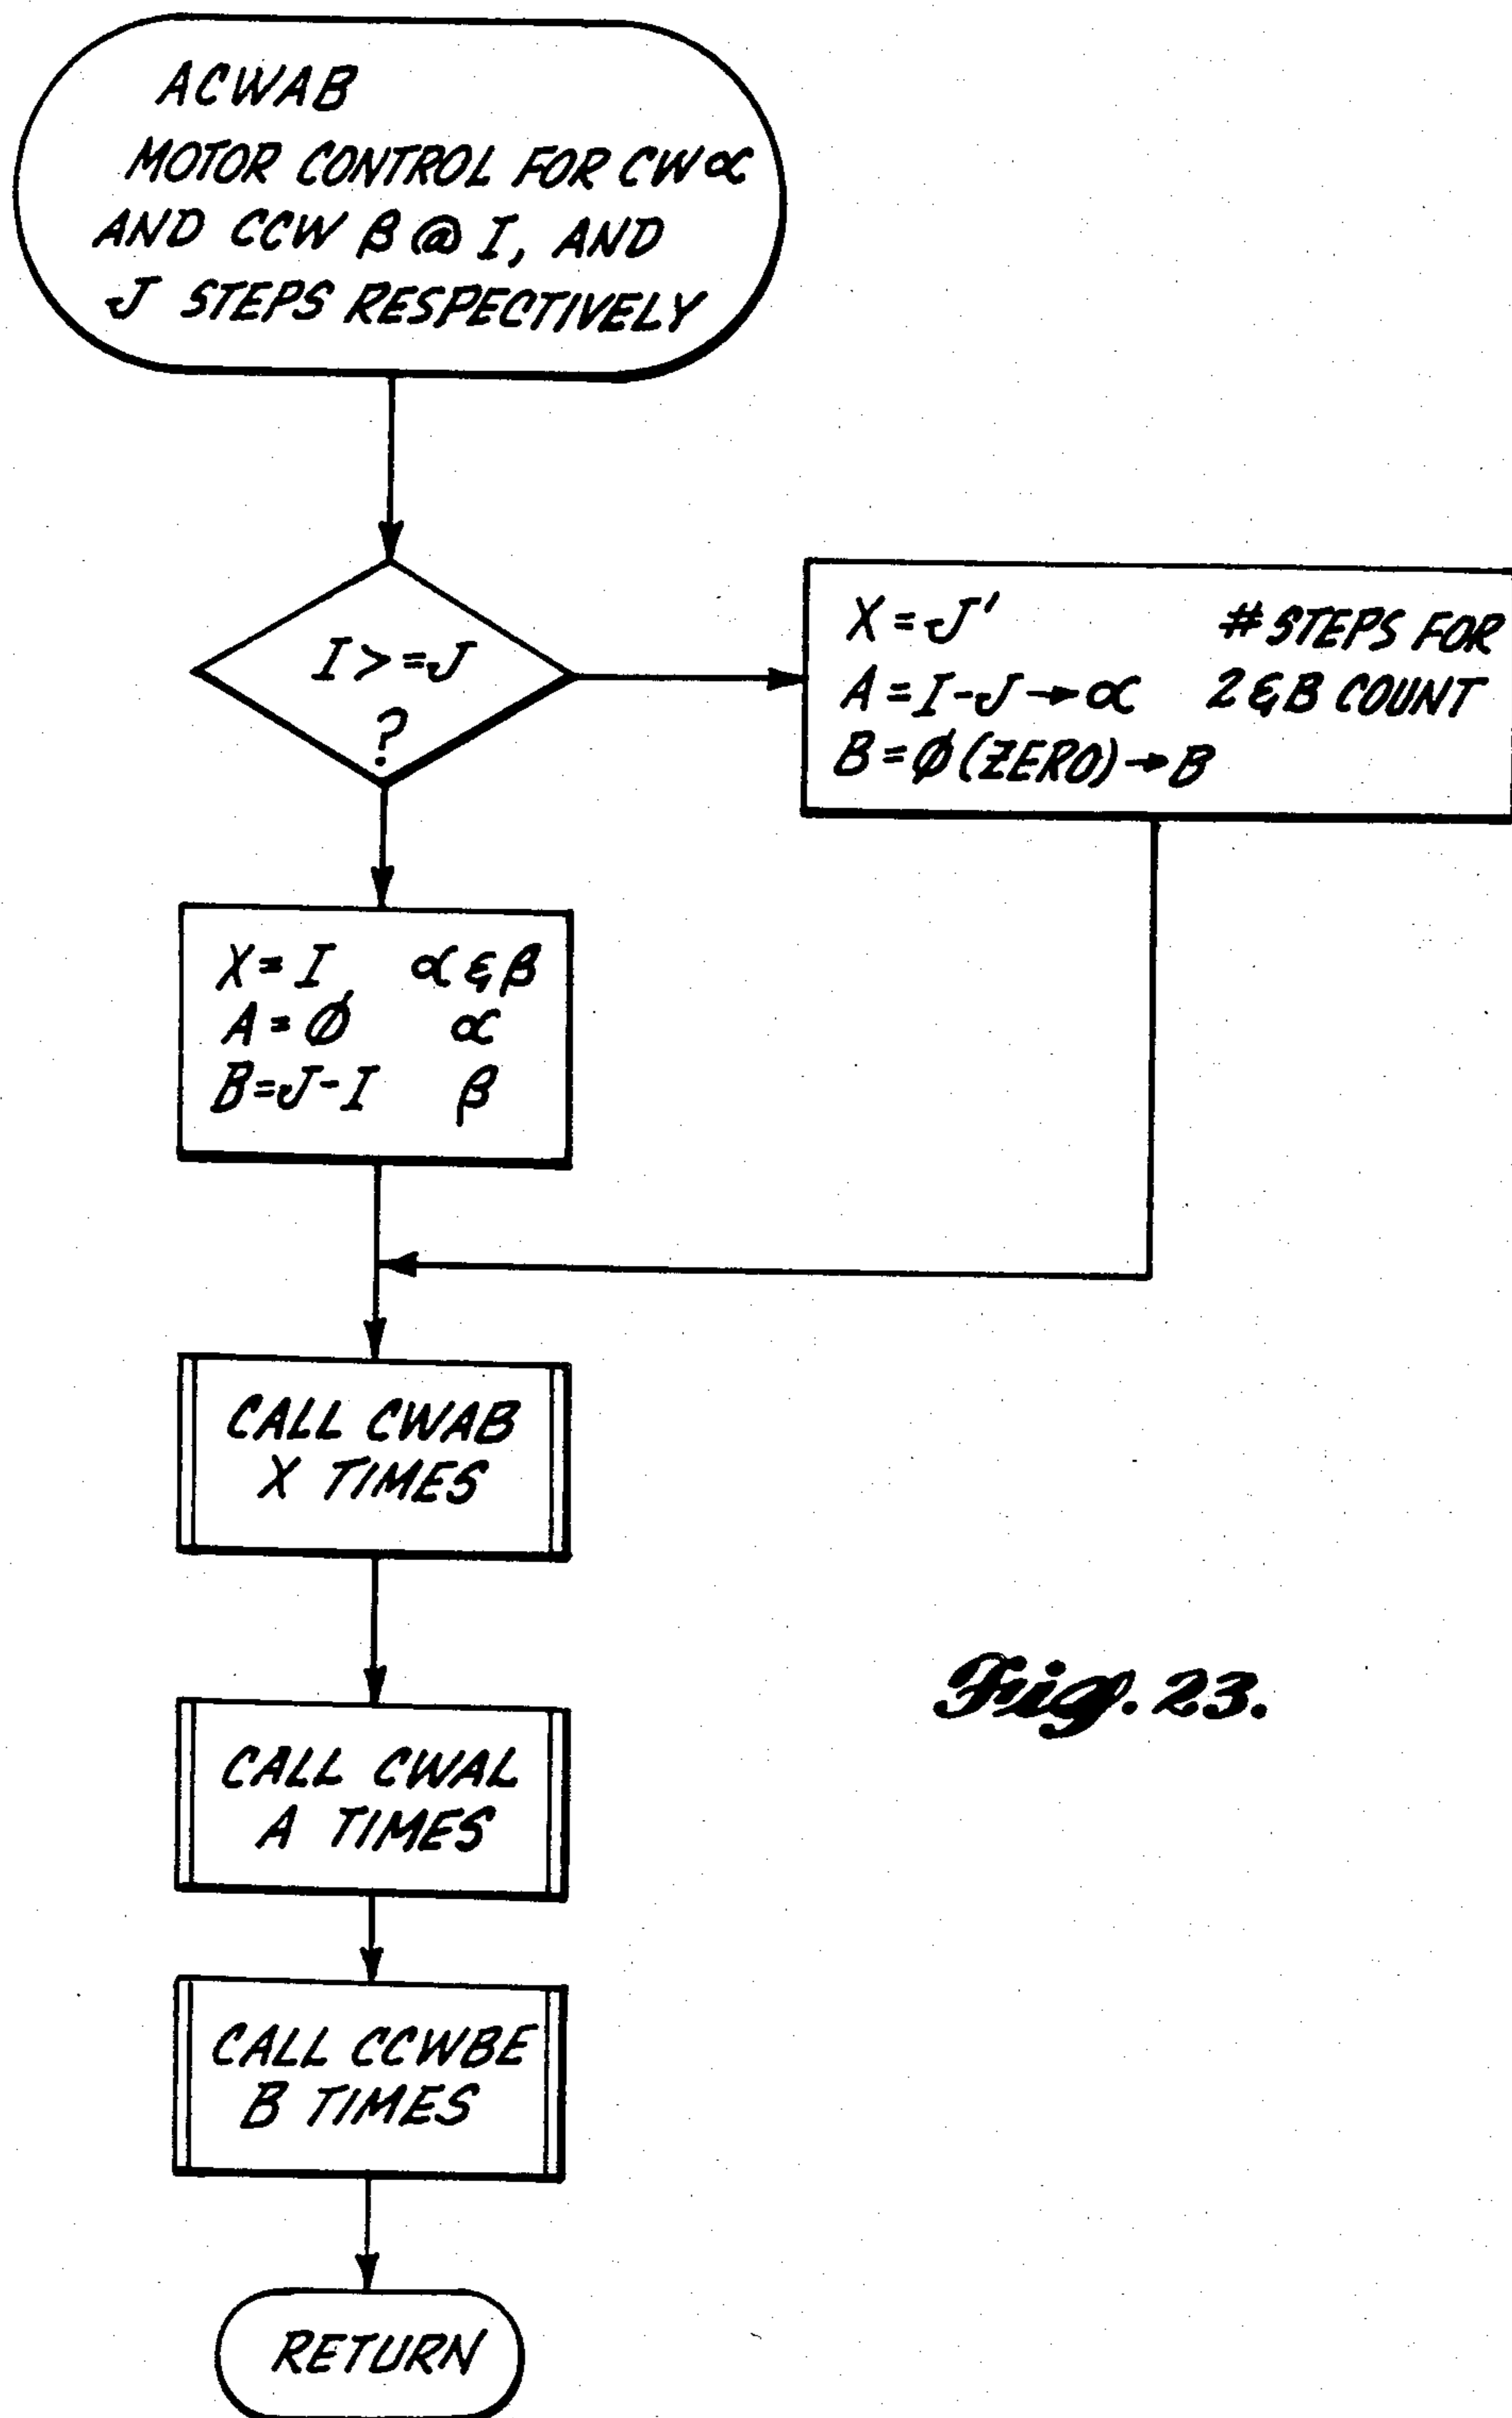 ACWAB
MOTOR CONTROL FOR CW ∝
AND CCW β @ I, AND
J STEPS RESPECTIVELY
I >= J
?
X = J' # STEPS FOR
A = I - J → ∝ 2 & B COUNT
B = Ø (ZERO) → B
X = I ∝ & β
A = Ø ∝
B = J - I β
CALL CWAB
X TIMES
CALL CWAL
A TIMES
CALL CCWBE
B TIMES
RETURN
Fig. 23.